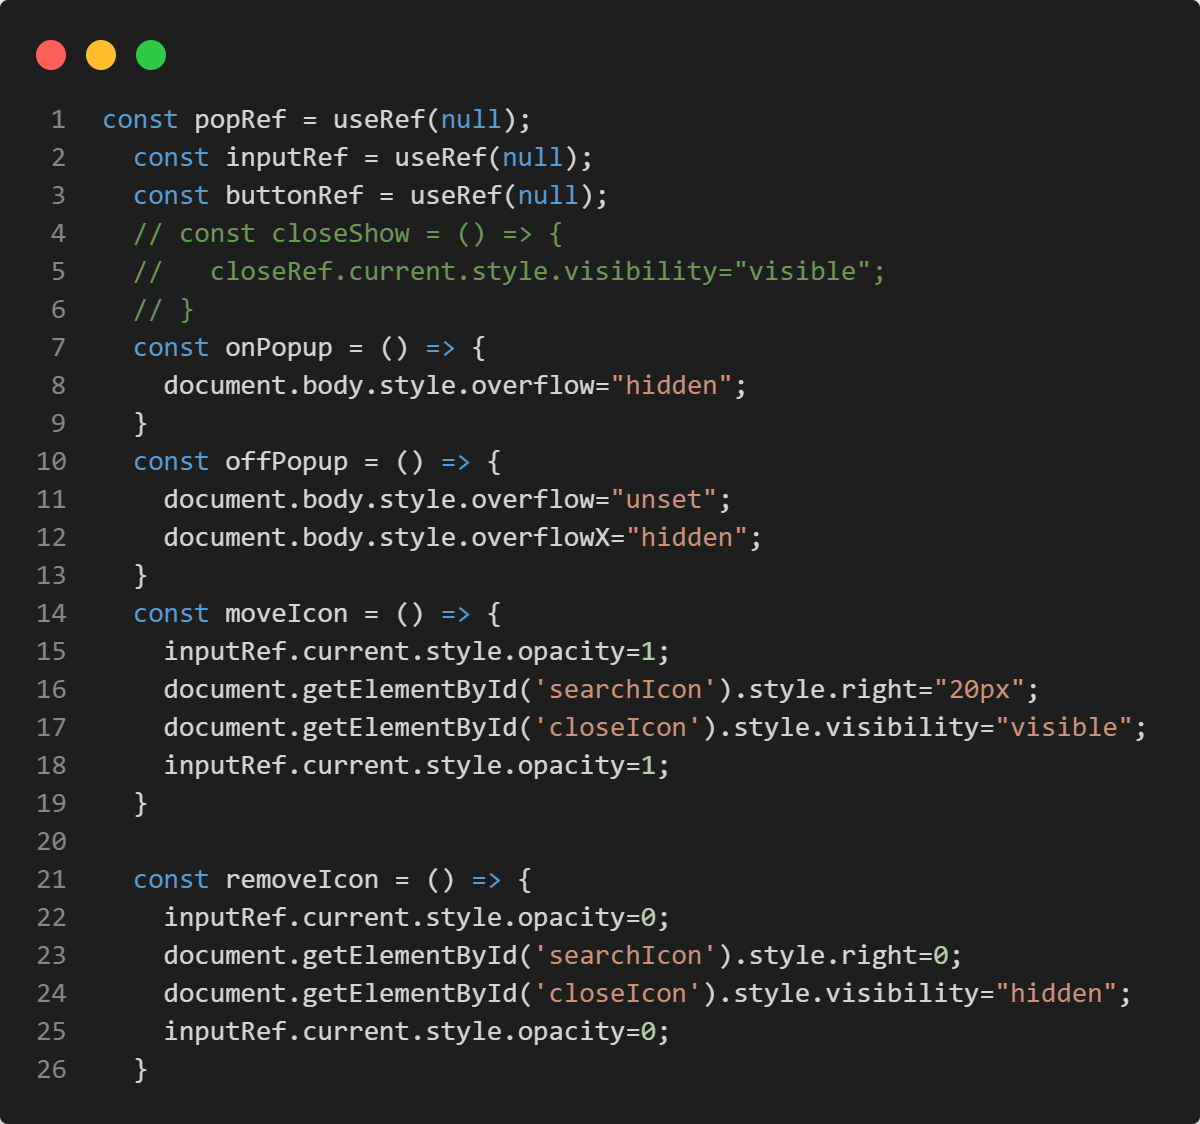 1 const popRef = useRef(null);
2   const inputRef = useRef(null);
3   const buttonRef = useRef(null);
4   // const closeShow = () => {
5   //   closeRef.current.style.visibility="visible";
6   // }
7   const onPopup = () => {
8     document.body.style.overflow="hidden";
9   }
10   const offPopup = () => {
11     document.body.style.overflow="unset";
12     document.body.style.overflowX="hidden";
13   }
14   const moveIcon = () => {
15     inputRef.current.style.opacity=1;
16     document.getElementById('searchIcon').style.right="20px";
17     document.getElementById('closeIcon').style.visibility="visible";
18     inputRef.current.style.opacity=1;
19   }
20
21   const removeIcon = () => {
22     inputRef.current.style.opacity=0;
23     document.getElementById('searchIcon').style.right=0;
24     document.getElementById('closeIcon').style.visibility="hidden";
25     inputRef.current.style.opacity=0;
26   }